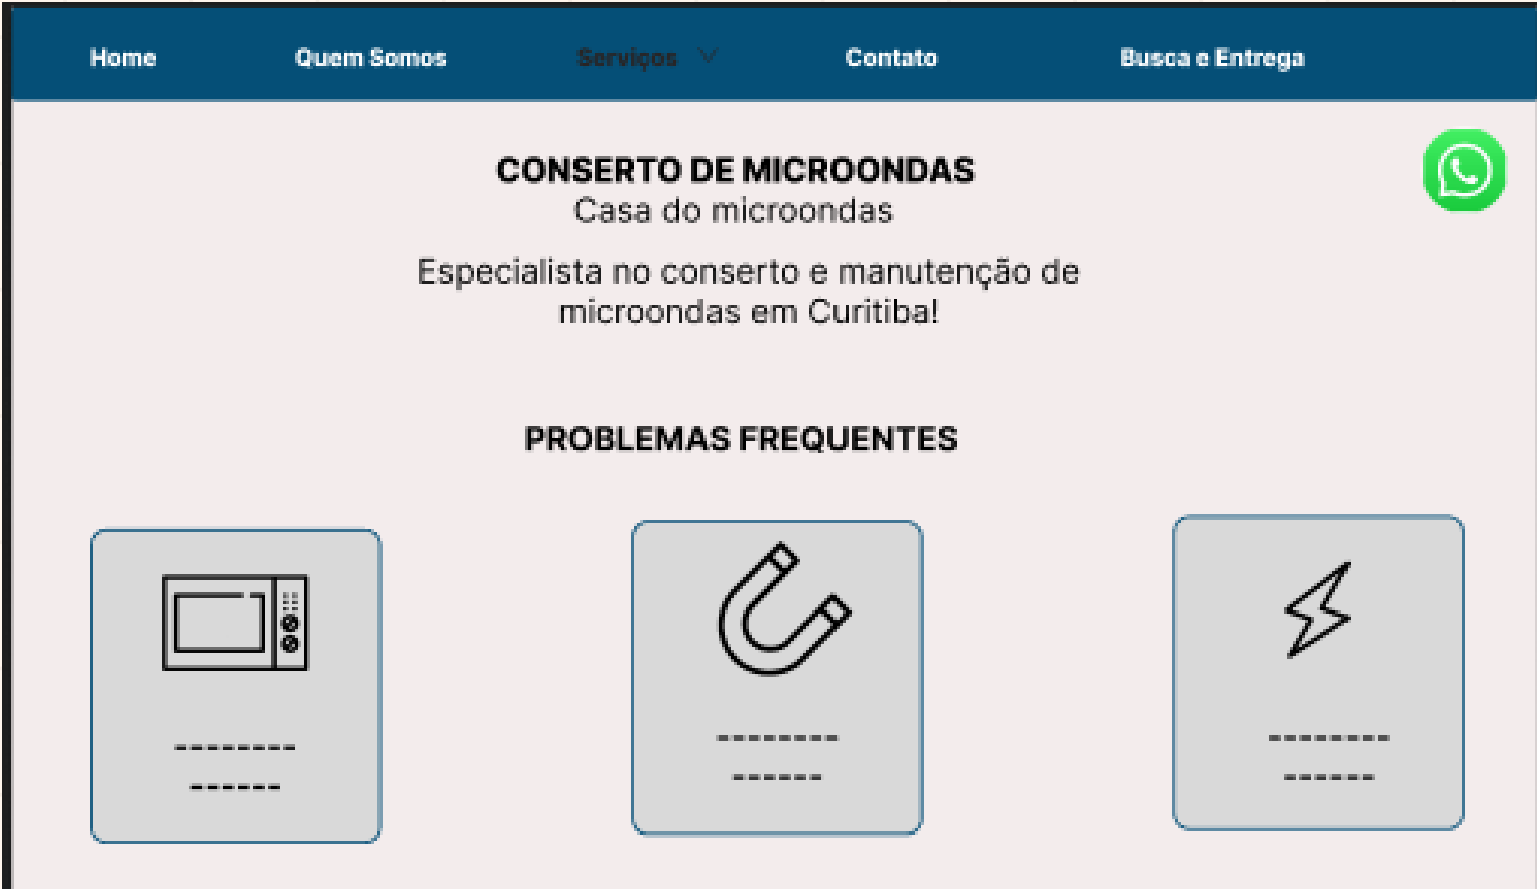 Home
Quem Somos
Serviços
Contato
Busca e Entrega
CONSERTO DE MICROONDAS
Casa do microondas
Especialista no conserto e manutenção de
microondas em Curitiba!
PROBLEMAS FREQUENTES
--------
------
--------
------
--------
------